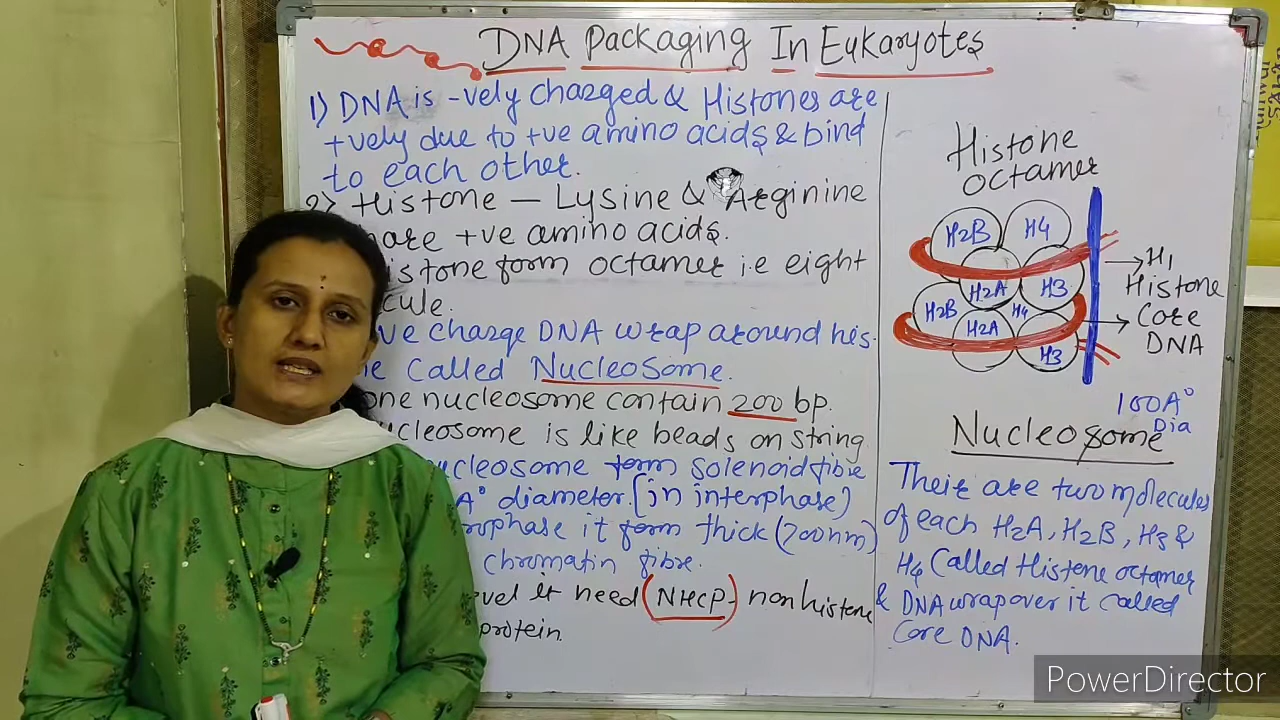 DNA Packaging In Eukaryotes
1) DNA is -vely charged & Histones are
+vely due to +ve amino acids & bind
to each other.
2) Histone — Lysine & Arginine
are +ve amino acids.
istone form octamer i.e eight
cule.
ve charge DNA wrap around his-
e called Nucleosome.
one nucleosome contain 200 bp.
ucleosome is like beads on string
ucleosome form solenoid fibre
A° diameter. [in interphase)
ophase it form thick (700nm)
chromatin fibre.
vel it need (NHCP- non histone
protein.
Histone
Octamer
H2B H4
H2A H3
H2B H4
H2A
H3
→ H1
Histone
→ Core
DNA
100A°
Dia
Nucleosome
Their are two molecules
of each H2A, H2B, H3 &
H4 called Histone octamer
& DNA wrap over it called
Core DNA.
PowerDirector